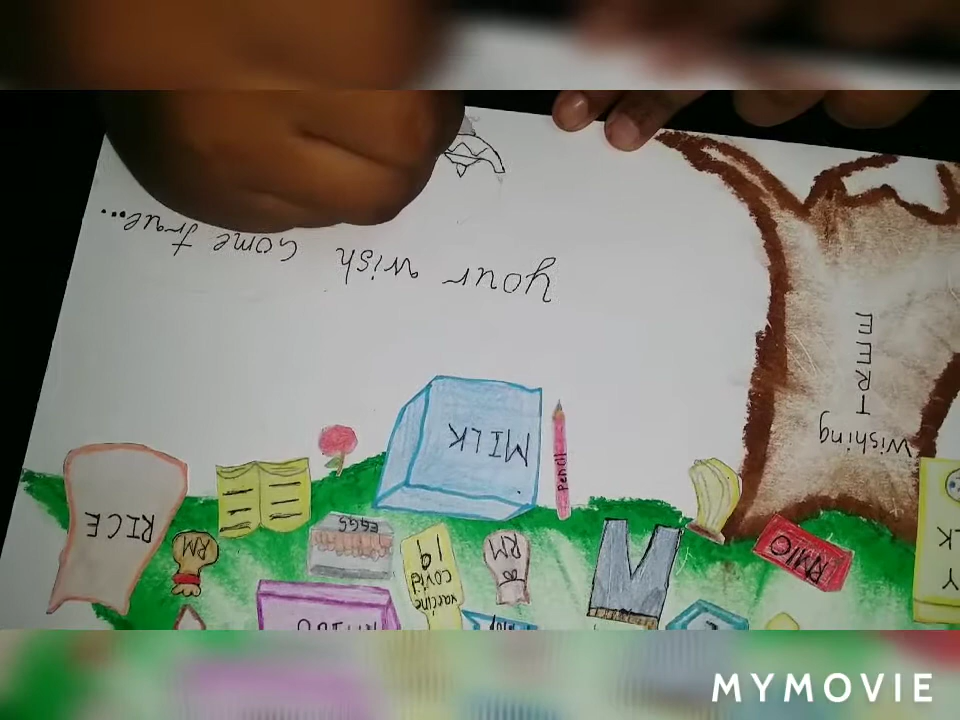 your wish come true...
Wishing
TREE
MILK
Pencil
RICE
RM
EGGS
vaccine
covid
19
RM
RM10
MYMOVIE